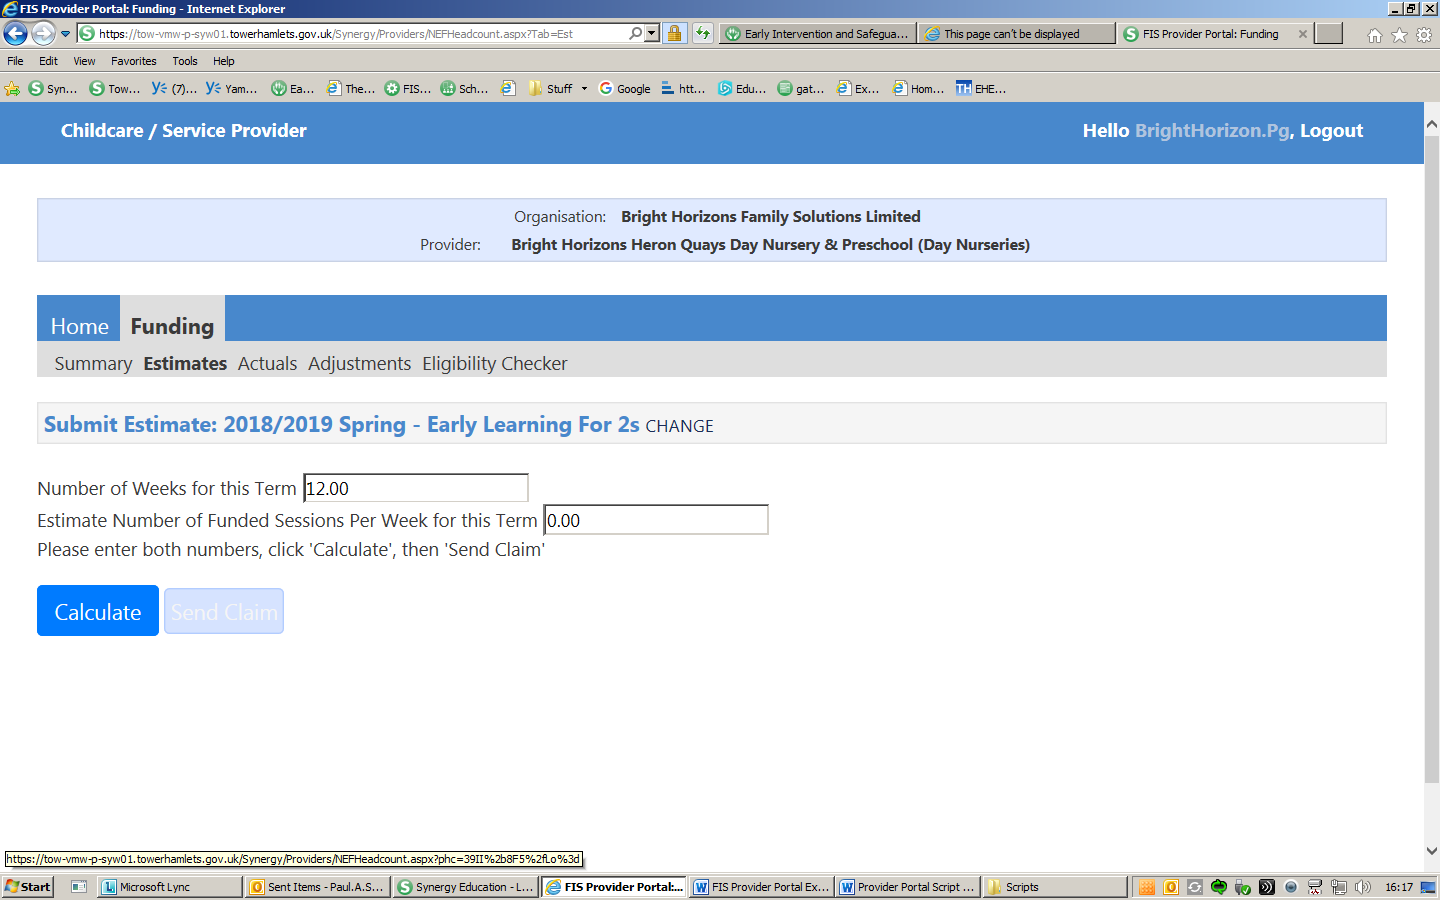 FIS Provider Portal: Funding - Internet Explorer
https://tow-vmw-p-syw01.towerhamlets.gov.uk/Synergy/Providers/NEFHeadcount.aspx?Tab=Est
Early Intervention and Safegua...
This page can't be displayed
FIS Provider Portal: Funding
File Edit View Favorites Tools Help
Syn... Tow... (7)... Yam... Ea... The... FIS... Sch... Stuff Google htt... Edu... gat... Ex... Hom... EHE...
Childcare / Service Provider
Hello BrightHorizon.Pg, Logout
Organisation: Bright Horizons Family Solutions Limited
Provider: Bright Horizons Heron Quays Day Nursery & Preschool (Day Nurseries)
Home Funding
Summary Estimates Actuals Adjustments Eligibility Checker
Submit Estimate: 2018/2019 Spring - Early Learning For 2s CHANGE
Number of Weeks for this Term 12.00
Estimate Number of Funded Sessions Per Week for this Term 0.00
Please enter both numbers, click 'Calculate', then 'Send Claim'
Calculate Send Claim
https://tow-vmw-p-syw01.towerhamlets.gov.uk/Synergy/Providers/NEFHeadcount.aspx?phc=39II%2b8F5%2fLo%3d
Start Microsoft Lync Sent Items - Paul.A.S... Synergy Education - L... FIS Provider Portal:... FIS Provider Portal Ex... Provider Portal Script ... Scripts 16:17